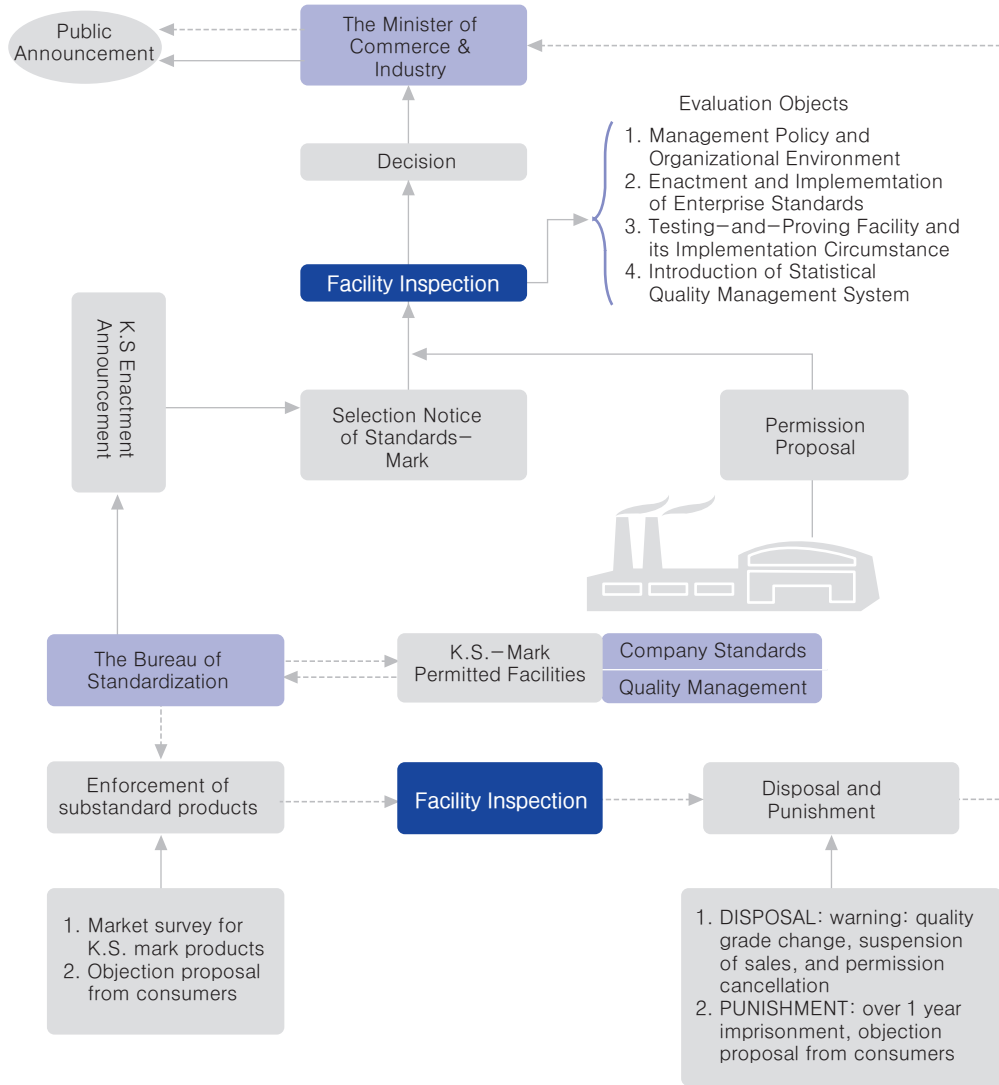 Public
Announcement
The Minister of
Commerce &
Industry
Evaluation Objects
1. Management Policy and
Organizational Environment
2. Enactment and Implememtation
of Enterprise Standards
3. Testing-and-Proving Facility and
its Implementation Circumstance
4. Introduction of Statistical
Quality Management System
Decision
Facility Inspection
K.S Enactment
Announcement
Selection Notice
of Standards-
Mark
Permission
Proposal
The Bureau of
Standardization
K.S.-Mark
Permitted Facilities
Company Standards
Quality Management
Enforcement of
substandard products
Facility Inspection
Disposal and
Punishment
1. Market survey for
K.S. mark products
2. Objection proposal
from consumers
1. DISPOSAL: warning: quality
grade change, suspension
of sales, and permission
cancellation
2. PUNISHMENT: over 1 year
imprisonment, objection
proposal from consumers